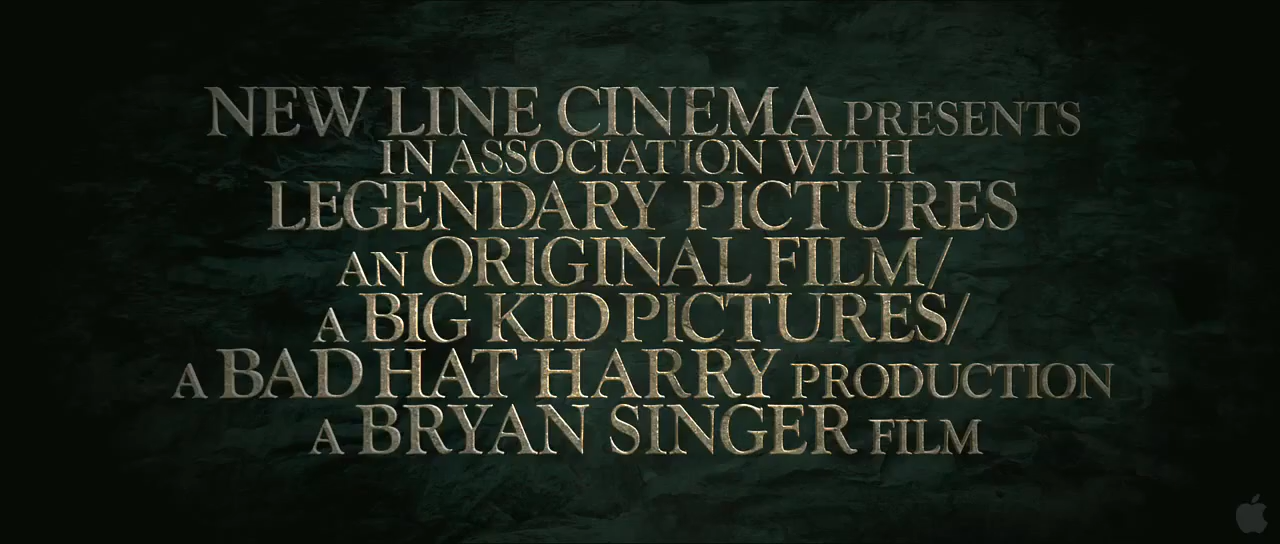 NEW LINE CINEMA PRESENTS
IN ASSOCIATION WITH
LEGENDARY PICTURES
AN ORIGINAL FILM/
A BIG KID PICTURES/
A BAD HAT HARRY PRODUCTION
A BRYAN SINGER FILM